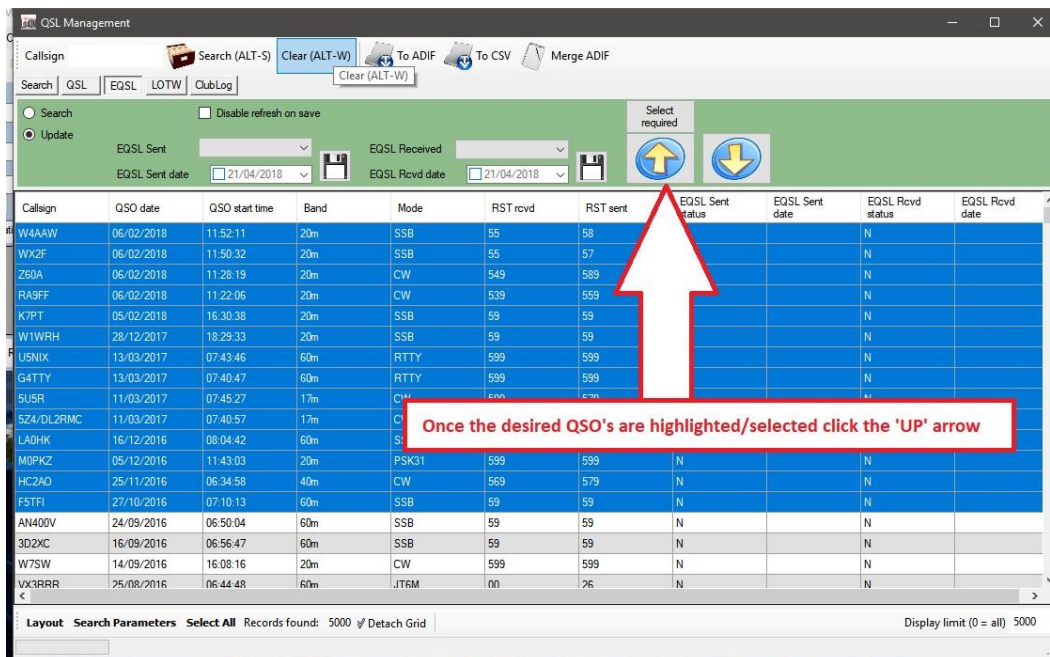 QSL Management
Callsign Search (ALT-S) Clear (ALT-W) To ADIF To CSV Merge ADIF
Clear (ALT-W)
Search QSL EQSL LOTW ClubLog
Search Disable refresh on save Select required
Update
EQSL Sent EQSL Received
EQSL Sent date 21/04/2018 EQSL Rcvd date 21/04/2018
Callsign QSO date QSO start time Band Mode RST rcvd RST sent EQSL Sent status EQSL Sent date EQSL Rcvd status EQSL Rcvd date
W4AAW 06/02/2018 11:52:11 20m SSB 55 58 N
WX2F 06/02/2018 11:50:32 20m SSB 55 57 N
Z60A 06/02/2018 11:28:19 20m CW 549 589 N
RA9FF 06/02/2018 11:22:06 20m CW 539 559 N
K7PT 05/02/2018 16:30:38 20m SSB 59 59 N
W1WRH 28/12/2017 18:29:33 20m SSB 59 59 N
U5NIX 13/03/2017 07:43:46 60m RTTY 599 599 N
G4TTY 13/03/2017 07:40:47 60m RTTY 599 599 N
5U5R 11/03/2017 07:45:27 17m CW N
5Z4/DL2RMC 11/03/2017 07:40:57 17m
LA0HK 16/12/2016 08:04:42 60m
Once the desired QSO's are highlighted/selected click the 'UP' arrow
M0PKZ 05/12/2016 11:43:03 20m PSK31 599 599 N N
HC2AO 25/11/2016 06:34:58 40m CW 569 579 N N
F5TFI 27/10/2016 07:10:13 60m SSB 59 59 N N
AN400V 24/09/2016 06:50:04 60m SSB 59 59 N N
3D2XC 16/09/2016 06:56:47 60m SSB 59 59 N N
W7SW 14/09/2016 16:08:16 20m CW 599 599 N N
VX3RRR 25/08/2016 06:44:48 60m JT6M 00 26 N N
Layout Search Parameters Select All Records found: 5000 Detach Grid Display limit (0 = all) 5000